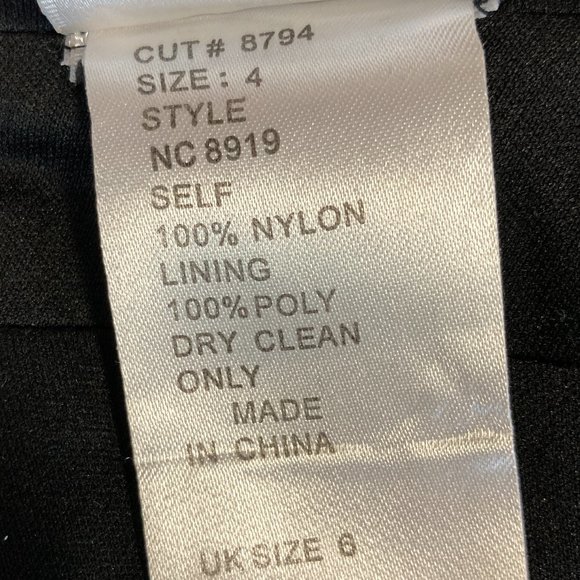 CUT# 8794
SIZE: 4
STYLE
NC 8919
SELF
100% NYLON
LINING
100% POLY
DRY CLEAN
ONLY
MADE
IN CHINA
UK SIZE 6